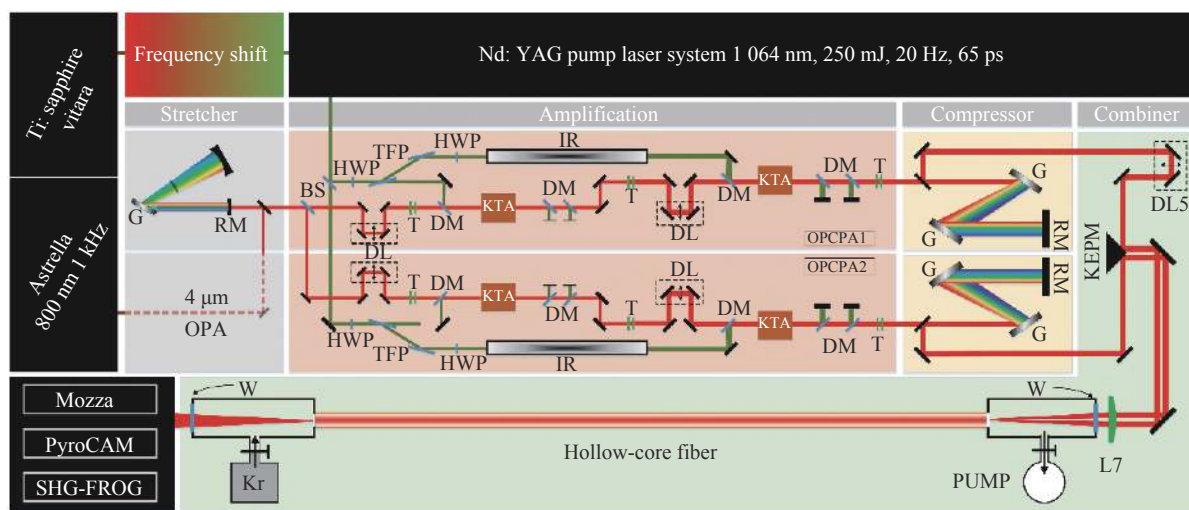 Ti: sapphire
vitara
Frequency shift
Nd: YAG pump laser system 1 064 nm, 250 mJ, 20 Hz, 65 ps
Stretcher
Amplification
Compressor
Combiner
HWP
TFP
HWP
IR
DM
T
BS
G
RM
DL
T
DM
KTA
DM
T
DL
KTA
OPCPA1
G
G
RM
DL5
KEPM
Astrella
800 nm 1 kHz
4 μm
OPA
DL
T
DM
KTA
DM
T
DL
DM
KTA
OPCPA2
DM
T
G
RM
G
HWP
TFP
HWP
IR
Mozza
PyroCAM
SHG-FROG
W
Kr
Hollow-core fiber
W
PUMP
L7